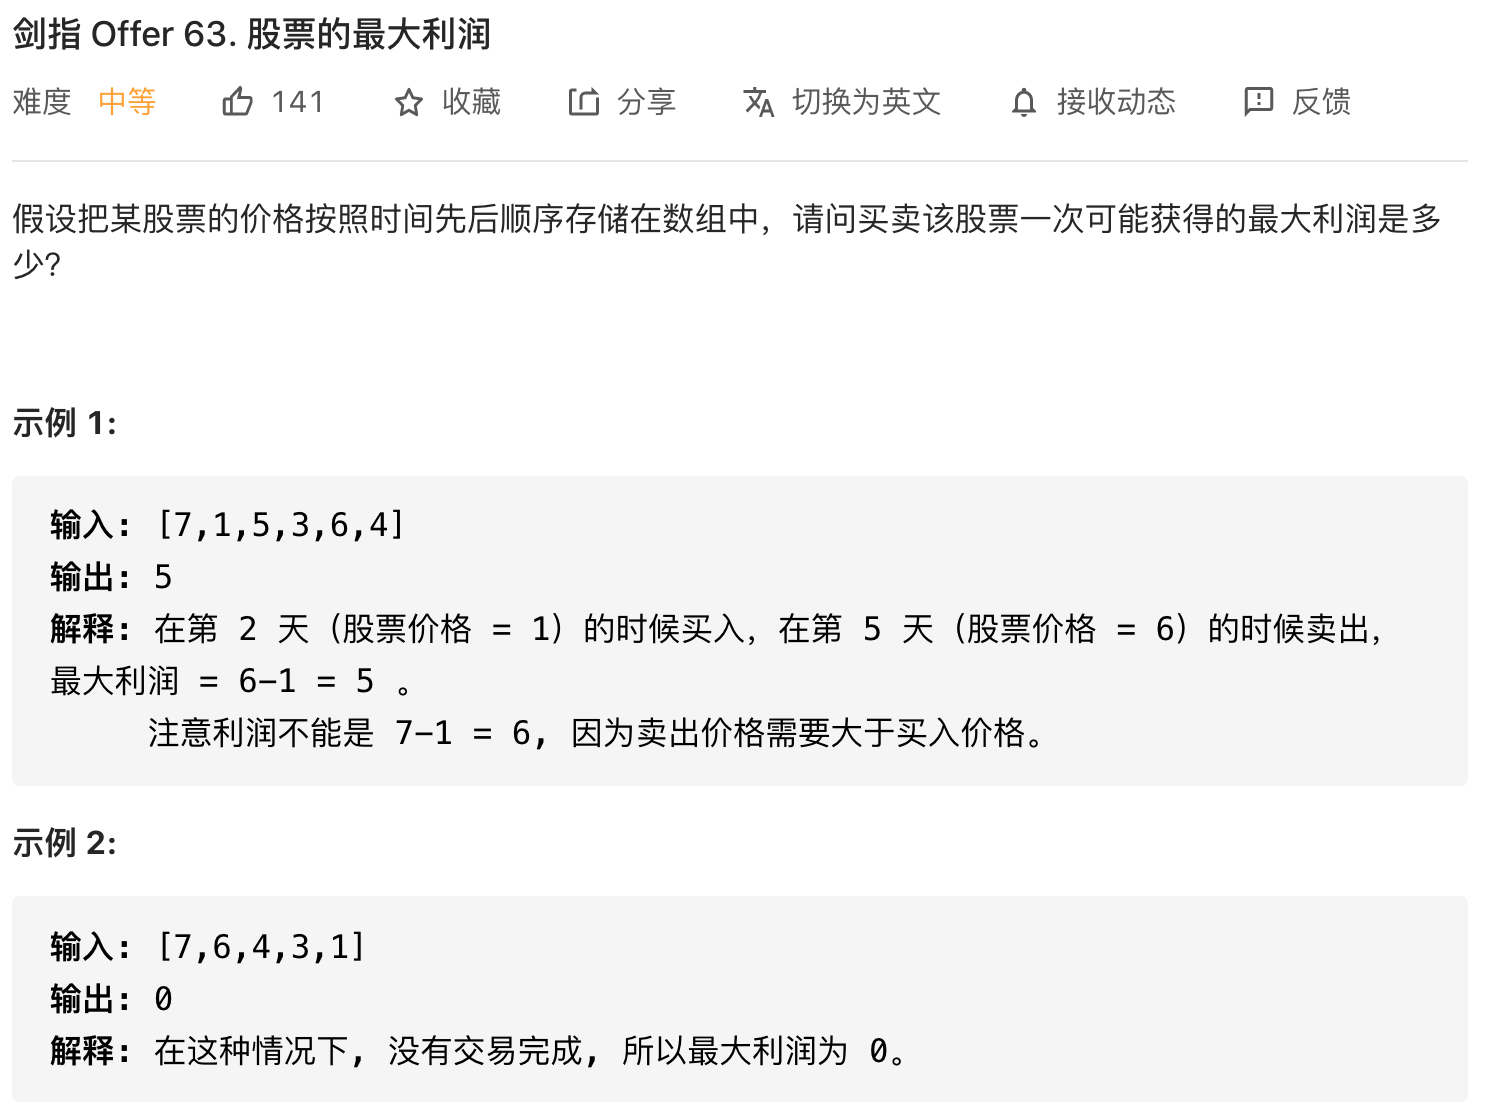 剑指 Offer 63. 股票的最大利润
难度 中等 141 收藏 分享 切换为英文 接收动态 反馈
假设把某股票的价格按照时间先后顺序存储在数组中，请问买卖该股票一次可能获得的最大利润是多
少？
示例 1:
输入: [7,1,5,3,6,4]
输出: 5
解释: 在第 2 天（股票价格 = 1）的时候买入，在第 5 天（股票价格 = 6）的时候卖出，
最大利润 = 6-1 = 5 。
注意利润不能是 7-1 = 6, 因为卖出价格需要大于买入价格。
示例 2:
输入: [7,6,4,3,1]
输出: 0
解释: 在这种情况下, 没有交易完成, 所以最大利润为 0。